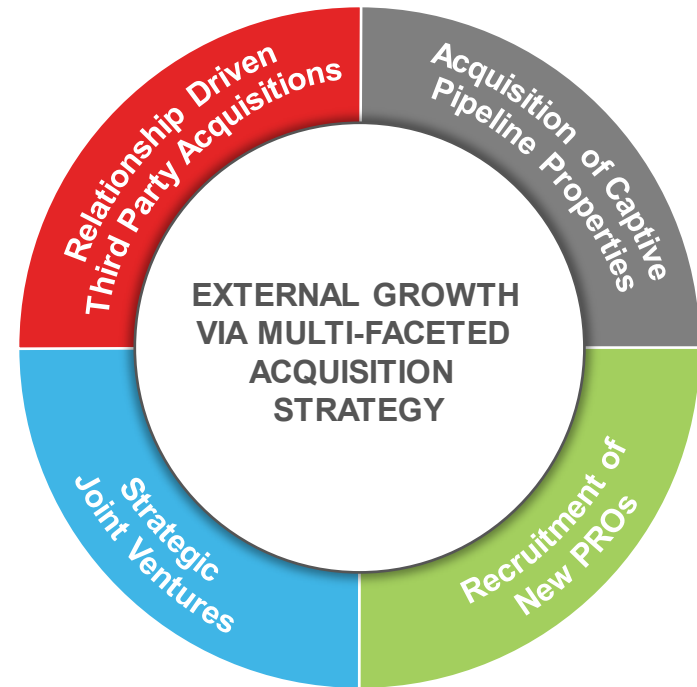 Relationship Driven
Third Party Acquisitions
Acquisition of Captive
Pipeline Properties
EXTERNAL GROWTH
VIA MULTI-FACETED
ACQUISITION
STRATEGY
Strategic
Joint Ventures
Recruitment of
New PROs